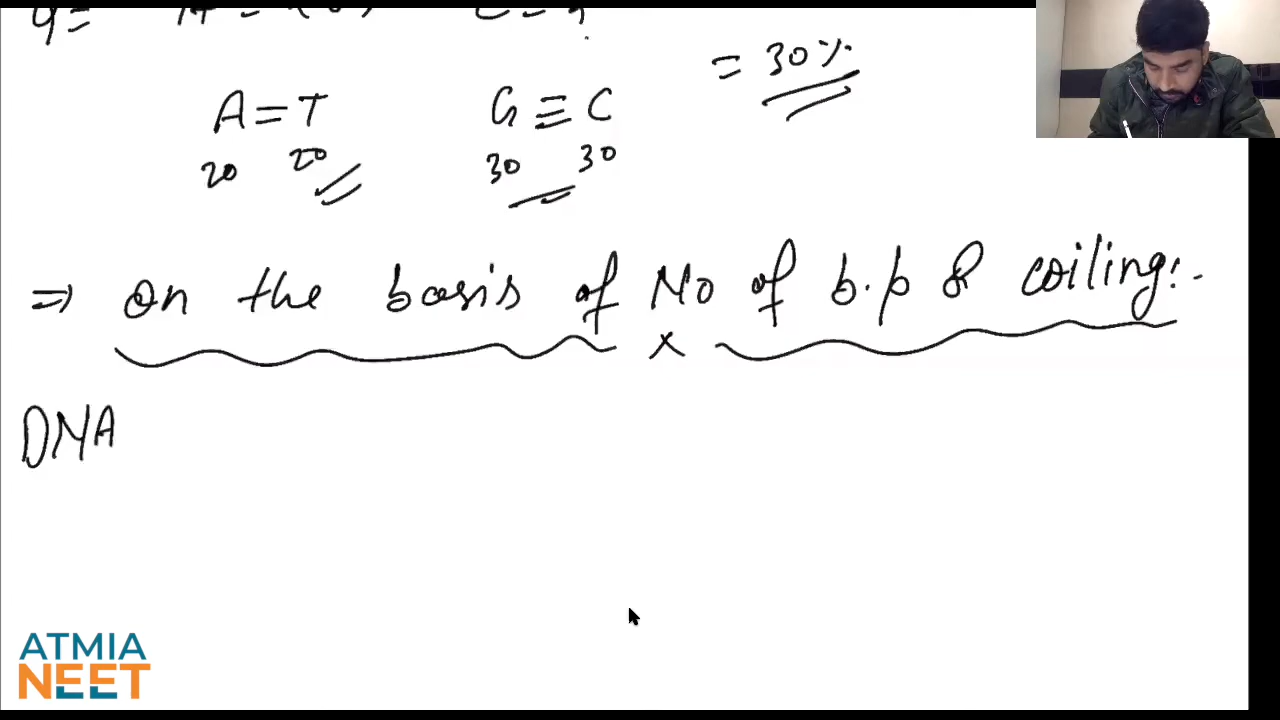 = 30%
A=T G≡C
20 20 30 30
⇒ on the basis of No of b.p & coiling:-
DNA
ATMIA
NEET